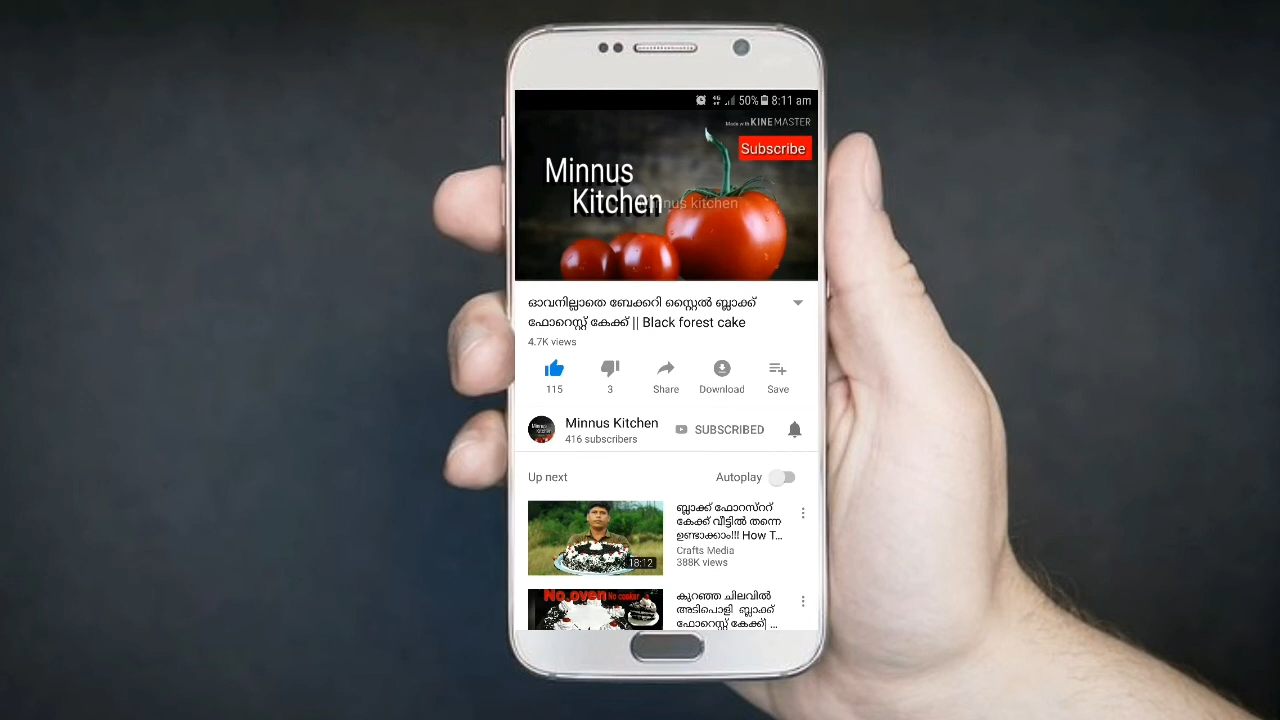 50% 8:11 am
Made with KINEMASTER
Subscribe
Minnus
Kitchen
minnus kitchen
ഓവനില്ലാതെ ബേക്കറി സ്റ്റൈൽ ബ്ലാക്ക്
ഫോറെസ്റ്റ് കേക്ക് || Black forest cake
4.7K views
115
3
Share
Download
Save
Minnus Kitchen
416 subscribers
SUBSCRIBED
Up next
Autoplay
ബ്ലാക്ക് ഫോറസ്ററ്
കേക്ക് വീട്ടിൽ തന്നെ
ഉണ്ടാക്കാം!!! How T...
Crafts Media
388K views
18:12
No oven No cooker
കുറഞ്ഞ ചിലവിൽ
അടിപൊളി ബ്ലാക്ക്
ഫോറെസ്റ്റ് കേക്ക്| ...